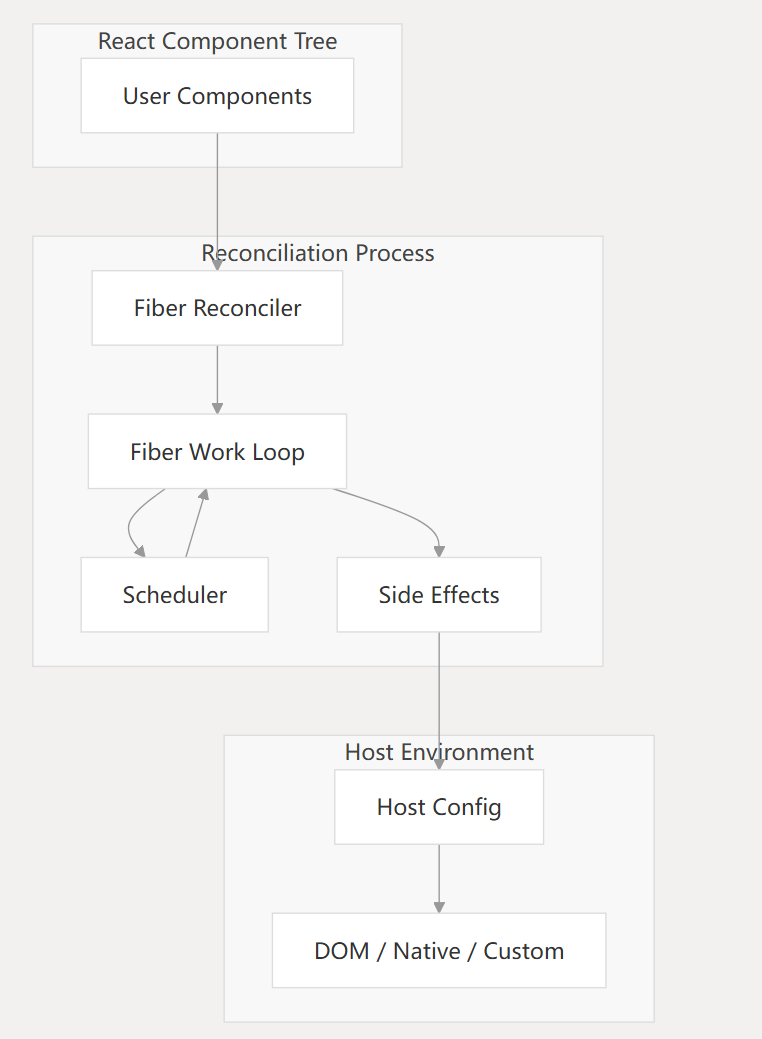 React Component Tree
User Components
Reconciliation Process
Fiber Reconciler
Fiber Work Loop
Scheduler
Side Effects
Host Environment
Host Config
DOM / Native / Custom